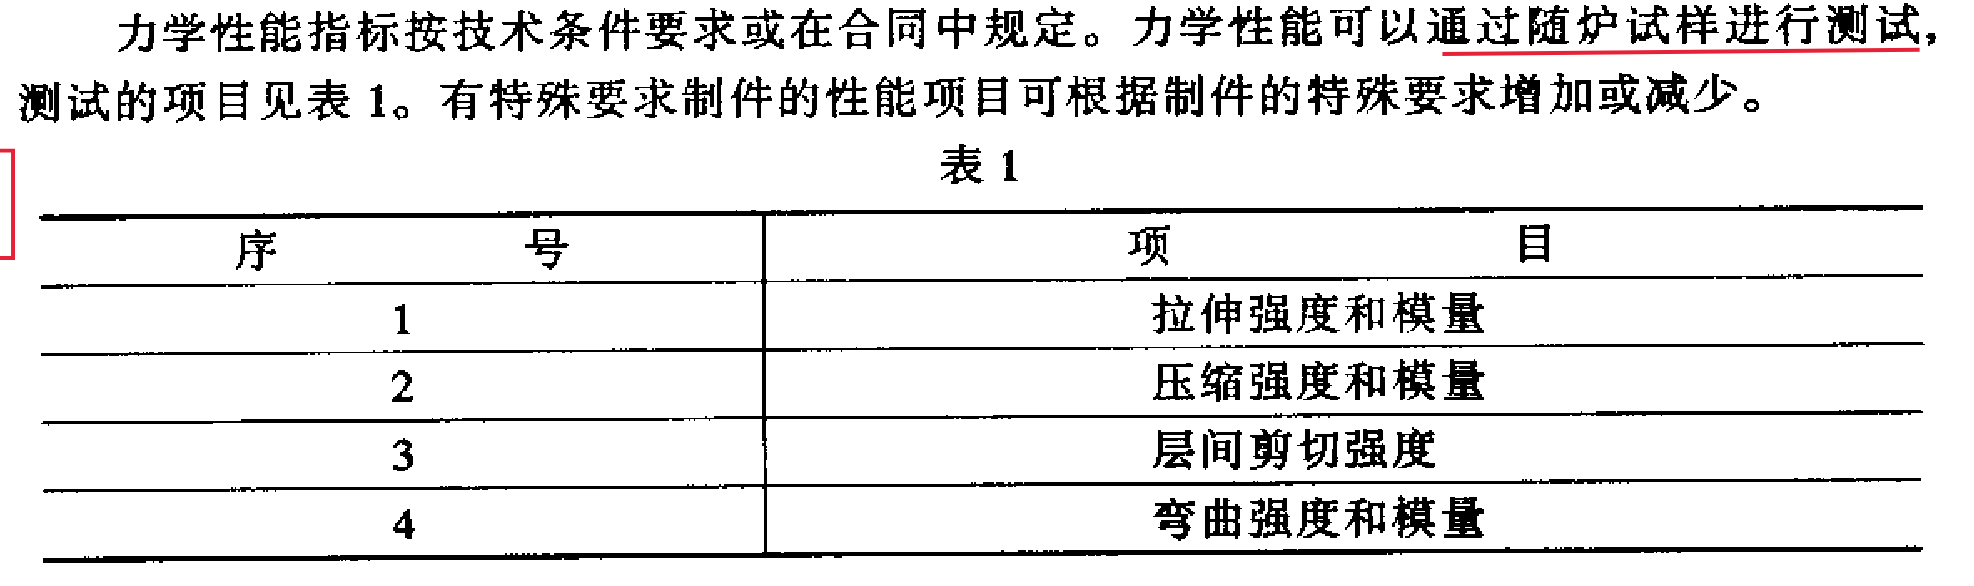 力学性能指标按技术条件要求或在合同中规定。力学性能可以通过随炉试样进行测试,
测试的项目见表 1。有特殊要求制件的性能项目可根据制件的特殊要求增加或减少。
表 1
序 号 项 目
1 拉伸强度和模量
2 压缩强度和模量
3 层间剪切强度
4 弯曲强度和模量